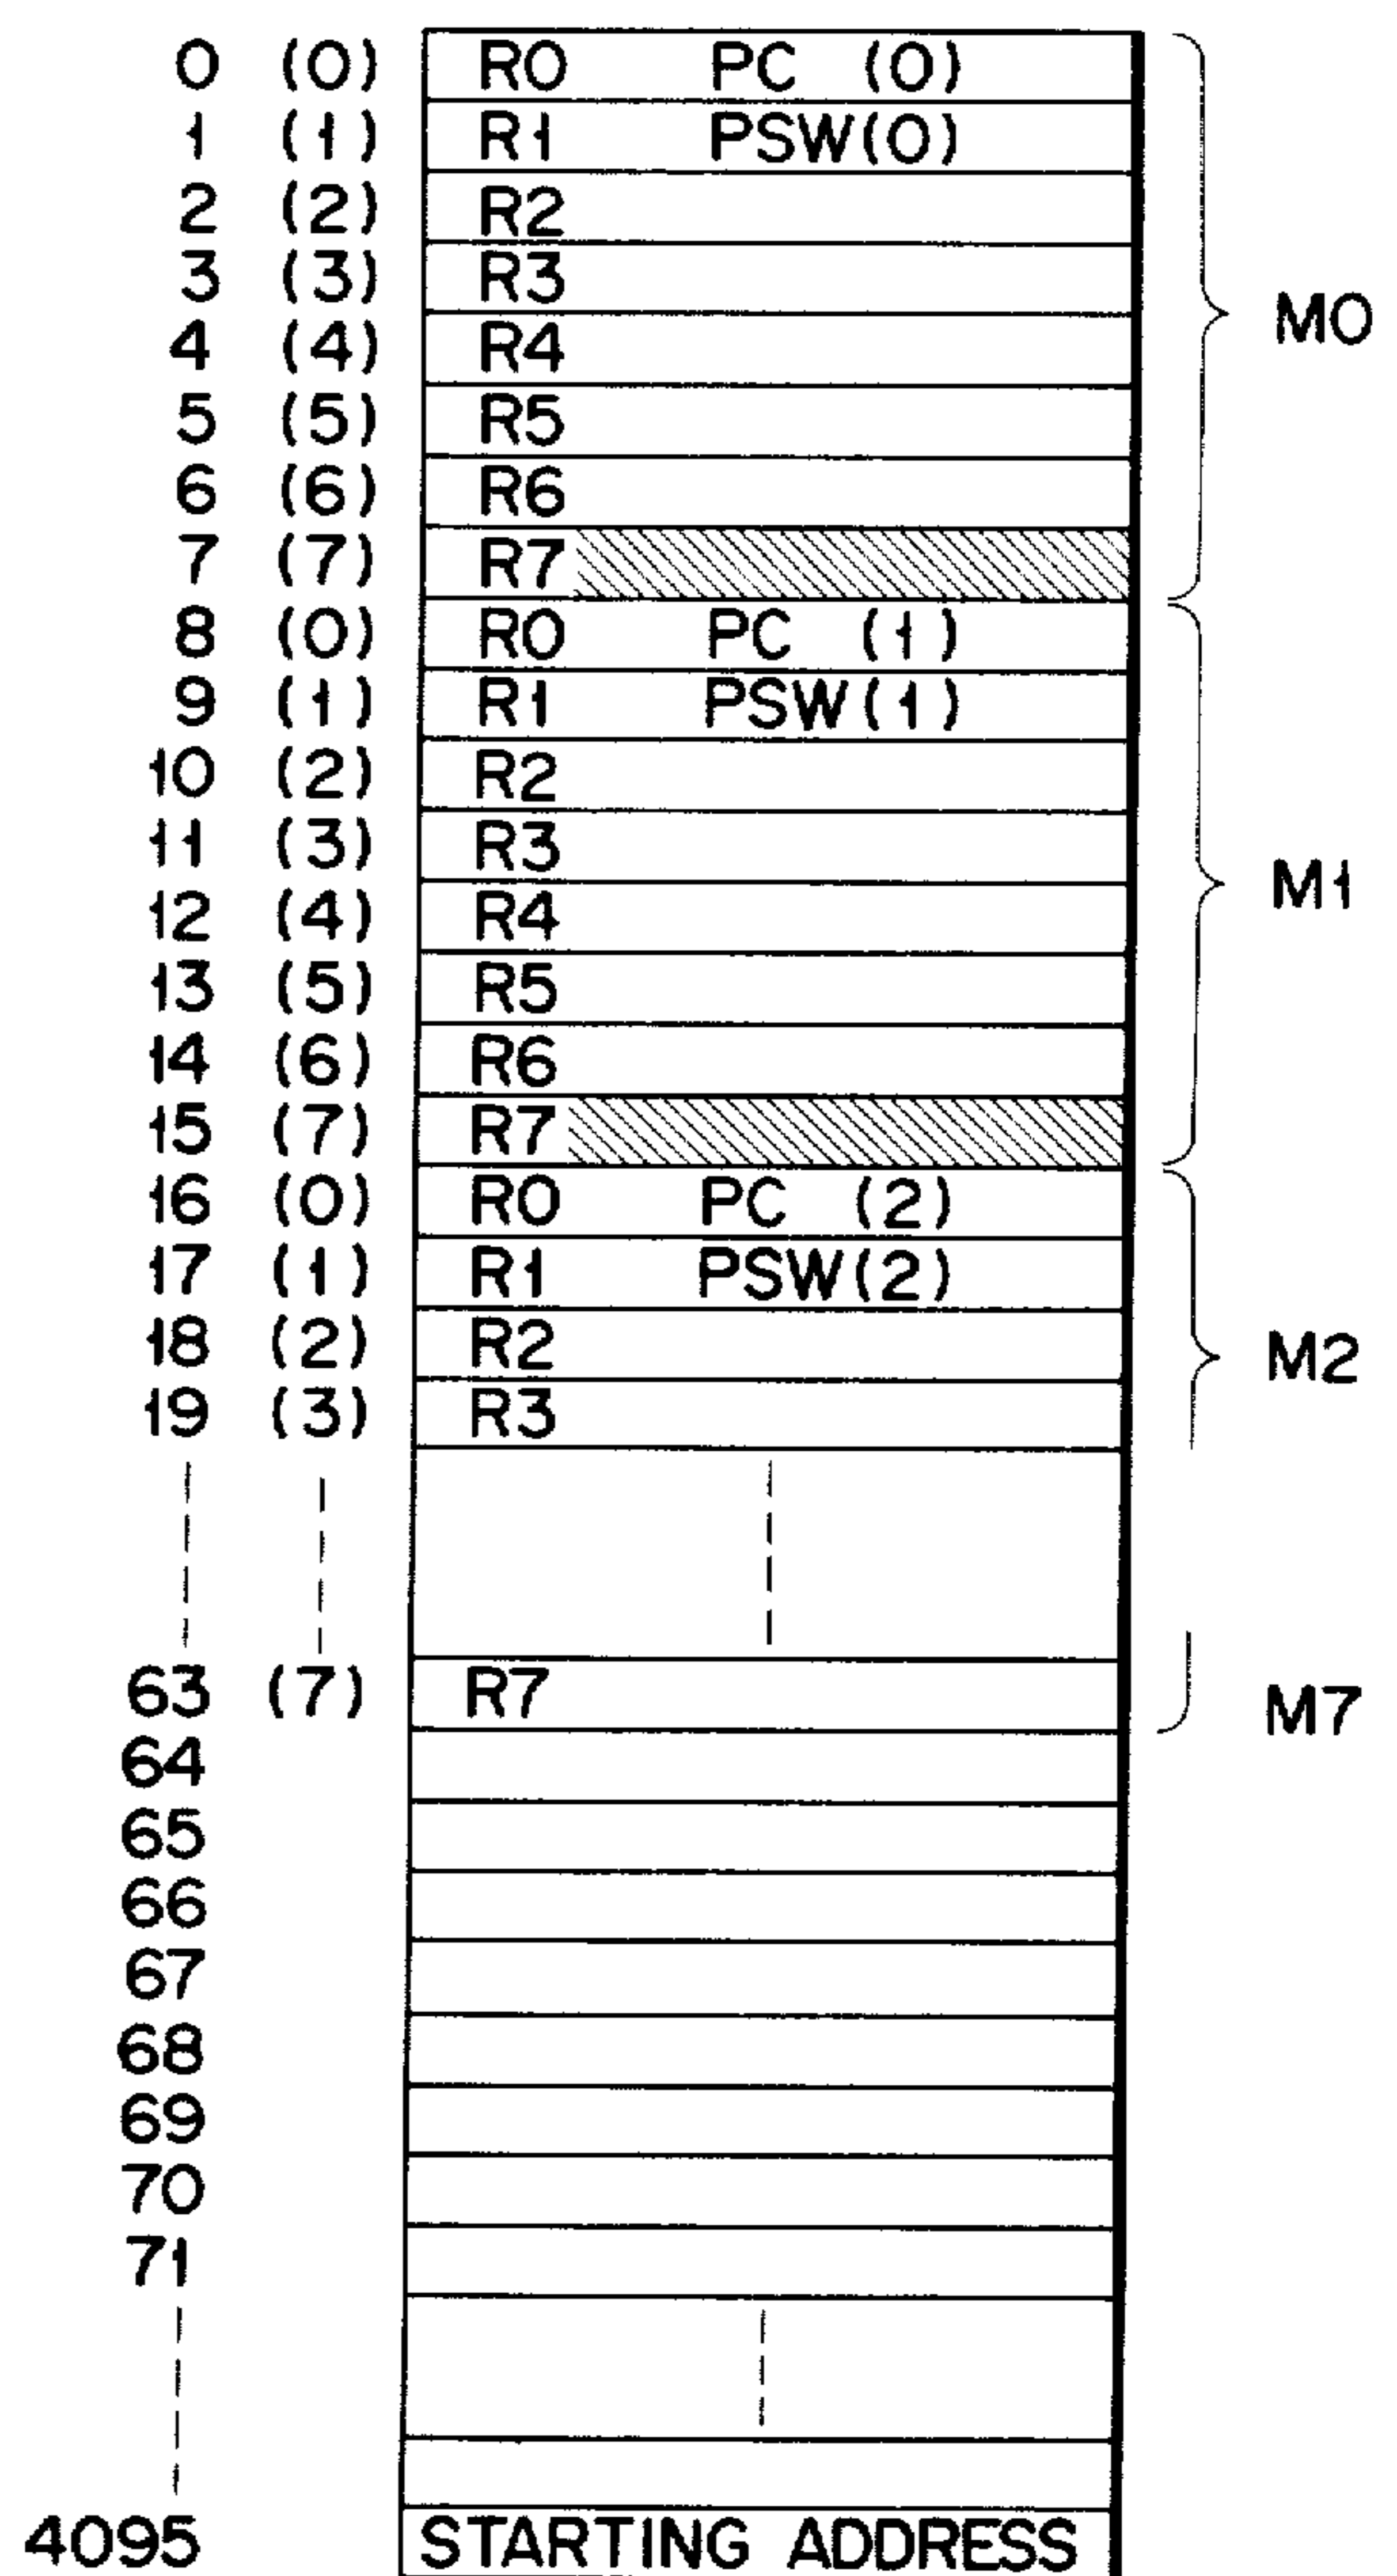 0 (0) R0 PC (0)
1 (1) R1 PSW(0)
2 (2) R2
3 (3) R3
4 (4) R4
M0
5 (5) R5
6 (6) R6
7 (7) R7
8 (0) R0 PC (1)
9 (1) R1 PSW(1)
10 (2) R2
11 (3) R3
12 (4) R4
M1
13 (5) R5
14 (6) R6
15 (7) R7
16 (0) R0 PC (2)
17 (1) R1 PSW(2)
18 (2) R2
M2
19 (3) R3
63 (7) R7
M7
64
65
66
67
68
69
70
71
4095 STARTING ADDRESS